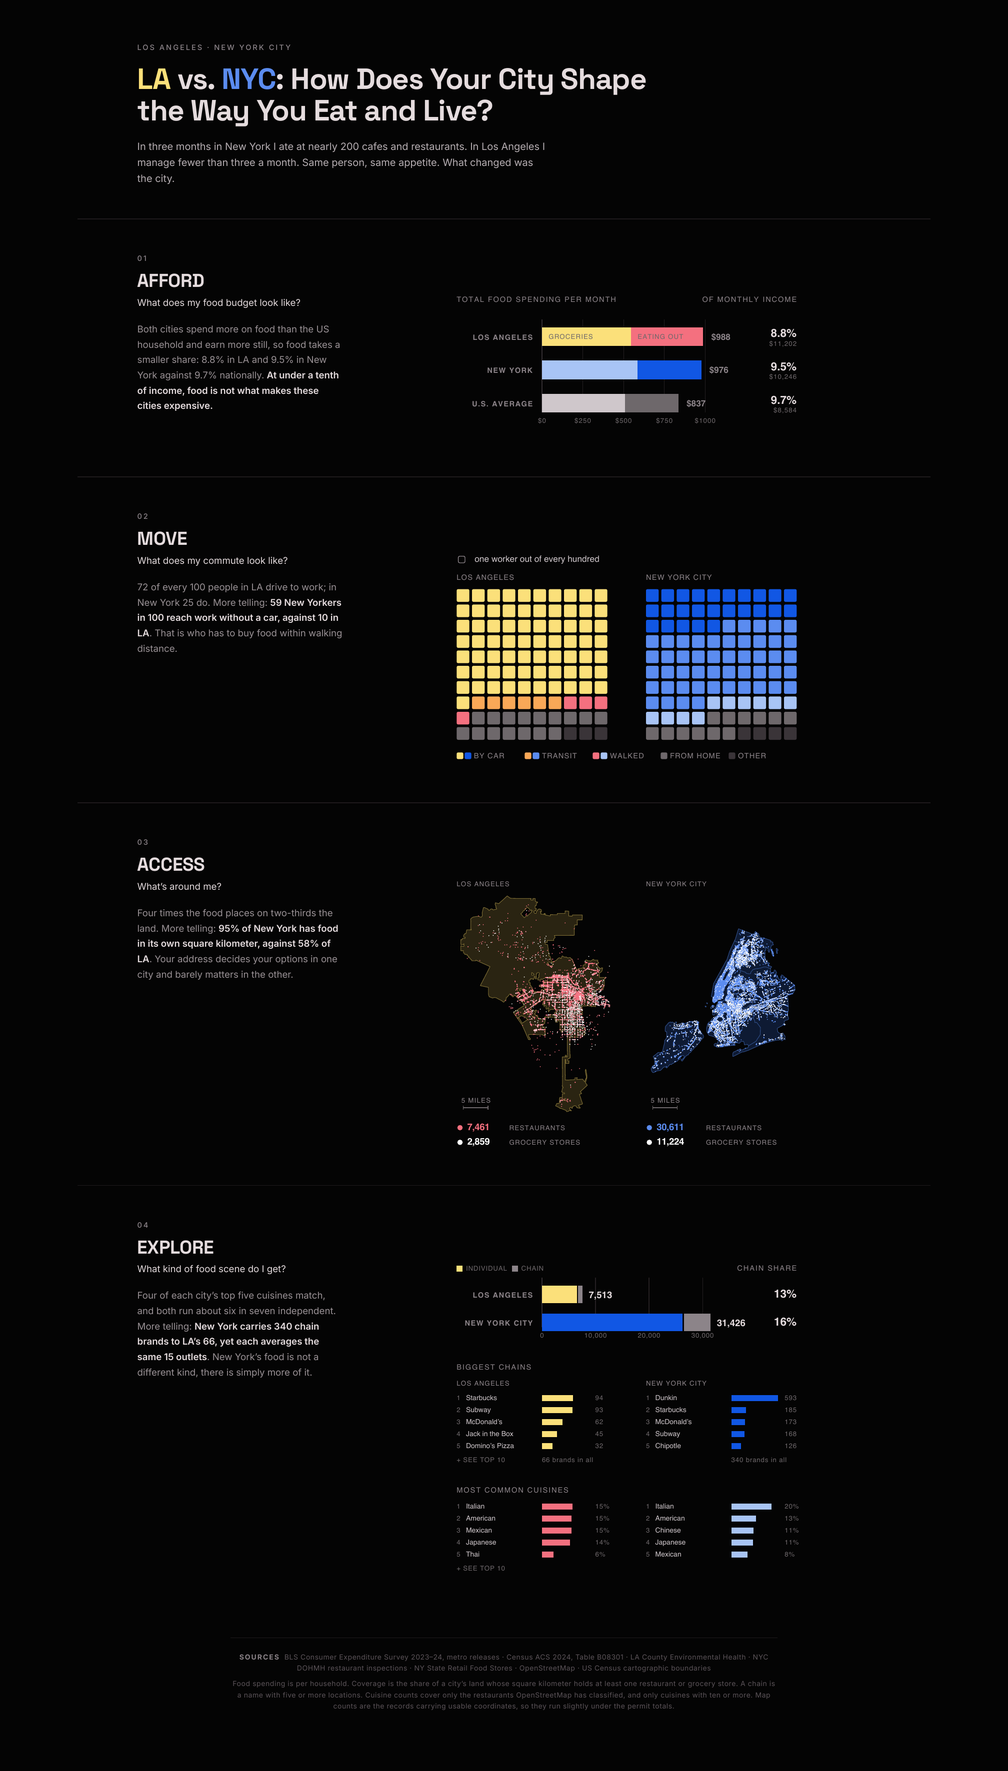 LOS ANGELES · NEW YORK CITY
LA vs. NYC: How Does Your City Shape
the Way You Eat and Live?
In three months in New York I ate at nearly 200 cafes and restaurants. In Los Angeles I
manage fewer than three a month. Same person, same appetite. What changed was
the city.
01
AFFORD
What does my food budget look like?
Both cities spend more on food than the US
household and earn more still, so food takes a
smaller share: 8.8% in LA and 9.5% in New
York against 9.7% nationally. At under a tenth
of income, food is not what makes these
cities expensive.
TOTAL FOOD SPENDING PER MONTH
OF MONTHLY INCOME
LOS ANGELES
GROCERIES
EATING OUT
$988
8.8%
$11,202
NEW YORK
$976
9.5%
$10,246
U.S. AVERAGE
$837
9.7%
$8,584
$0
$250
$500
$750
$1000
02
MOVE
What does my commute look like?
72 of every 100 people in LA drive to work; in
New York 25 do. More telling: 59 New Yorkers
in 100 reach work without a car, against 10 in
LA. That is who has to buy food within walking
distance.
one worker out of every hundred
LOS ANGELES
NEW YORK CITY
BY CAR
TRANSIT
WALKED
FROM HOME
OTHER
03
ACCESS
What's around me?
Four times the food places on two-thirds the
land. More telling: 95% of New York has food
in its own square kilometer, against 58% of
LA. Your address decides your options in one
city and barely matters in the other.
LOS ANGELES
NEW YORK CITY
5 MILES
5 MILES
7,461 RESTAURANTS
2,859 GROCERY STORES
30,611 RESTAURANTS
11,224 GROCERY STORES
04
EXPLORE
What kind of food scene do I get?
Four of each city's top five cuisines match,
and both run about six in seven independent.
More telling: New York carries 340 chain
brands to LA's 66, yet each averages the
same 15 outlets. New York's food is not a
different kind, there is simply more of it.
INDIVIDUAL
CHAIN
CHAIN SHARE
LOS ANGELES
7,513
13%
NEW YORK CITY
31,426
16%
0
10,000
20,000
30,000
BIGGEST CHAINS
LOS ANGELES
1 Starbucks 94
2 Subway 93
3 McDonald's 62
4 Jack in the Box 45
5 Domino's Pizza 32
+ SEE TOP 10
66 brands in all
NEW YORK CITY
1 Dunkin 593
2 Starbucks 185
3 McDonald's 173
4 Subway 168
5 Chipotle 126
340 brands in all
MOST COMMON CUISINES
1 Italian 15%
2 American 15%
3 Mexican 15%
4 Japanese 14%
5 Thai 6%
+ SEE TOP 10
1 Italian 20%
2 American 13%
3 Chinese 11%
4 Japanese 11%
5 Mexican 8%
SOURCES BLS Consumer Expenditure Survey 2023–24, metro releases · Census ACS 2024, Table B08301 · LA County Environmental Health · NYC
DOHMH restaurant inspections · NY State Retail Food Stores · OpenStreetMap · US Census cartographic boundaries
Food spending is per household. Coverage is the share of a city's land whose square kilometer holds at least one restaurant or grocery store. A chain is
a name with five or more locations. Cuisine counts cover only the restaurants OpenStreetMap has classified, and only cuisines with ten or more. Map
counts are the records carrying usable coordinates, so they run slightly under the permit totals.